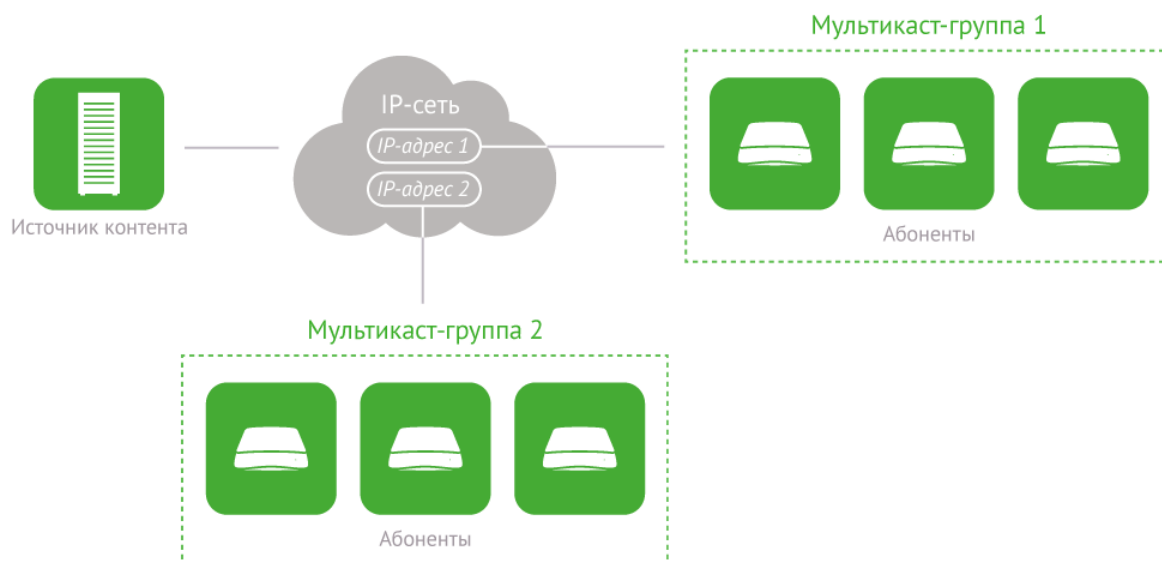 Мультикаст-группа 1
IP-сеть
IP-адрес 1
IP-адрес 2
Источник контента
Абоненты
Мультикаст-группа 2
Абоненты